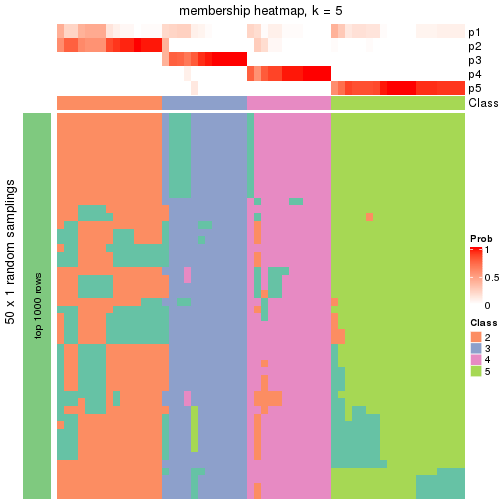 membership heatmap, k = 5
p1
p2
p3
p4
p5
Class
50 x 1 random samplings
top 1000 rows
Prob
1
0.5
0
Class
2
3
4
5